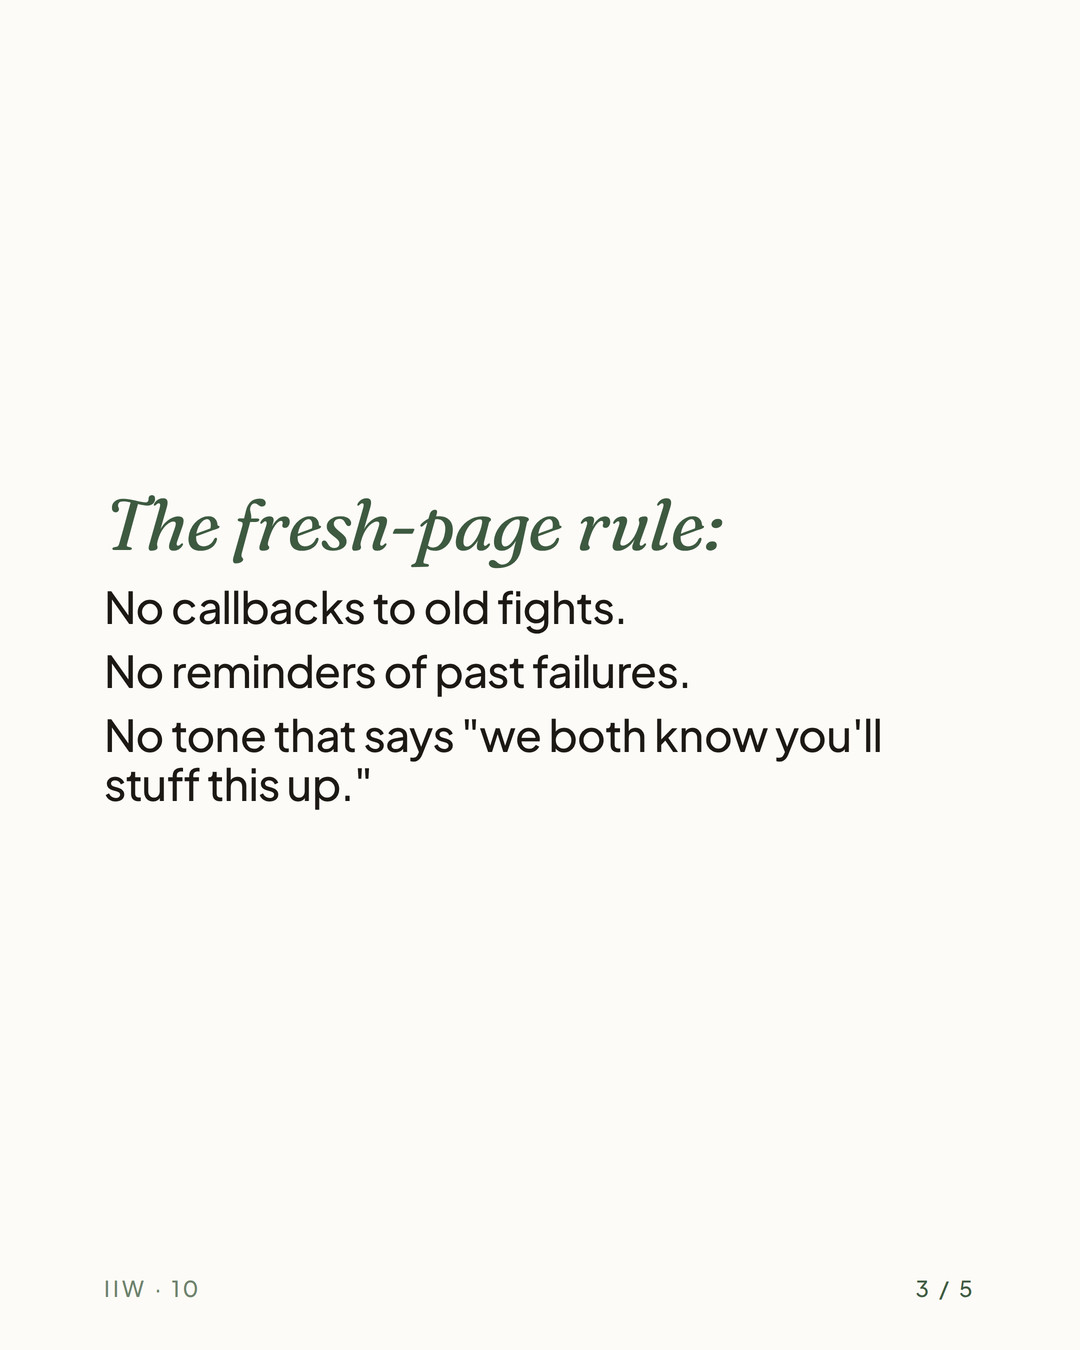 The fresh-page rule:
No callbacks to old fights.
No reminders of past failures.
No tone that says "we both know you'll
stuff this up."
IIW · 10
3 / 5